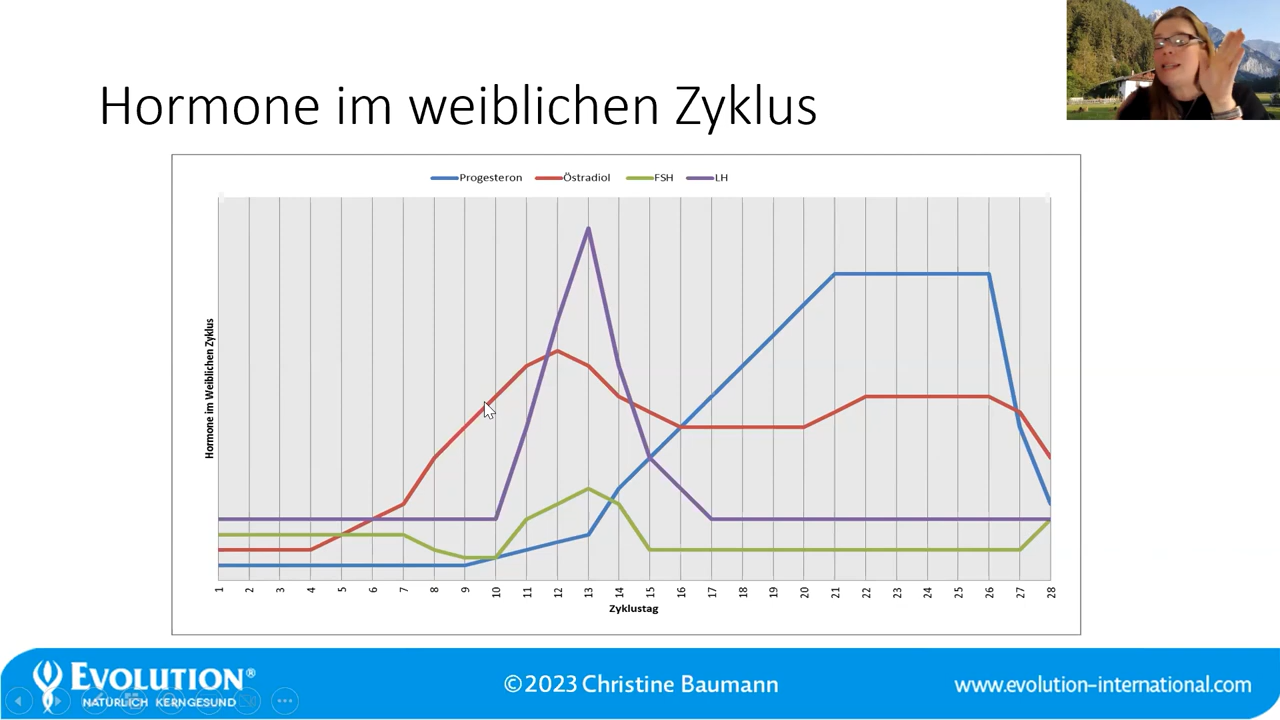 Hormone im weiblichen Zyklus
Progesteron Östradiol FSH LH
Hormone im Weiblichen Zyklus
1 2 3 4 5 6 7 8 9 10 11 12 13 14 15 16 17 18 19 20 21 22 23 24 25 26 27 28
Zyklustag
EVOLUTION®
NATÜRLICH KERNGESUND
©2023 Christine Baumann
www.evolution-international.com